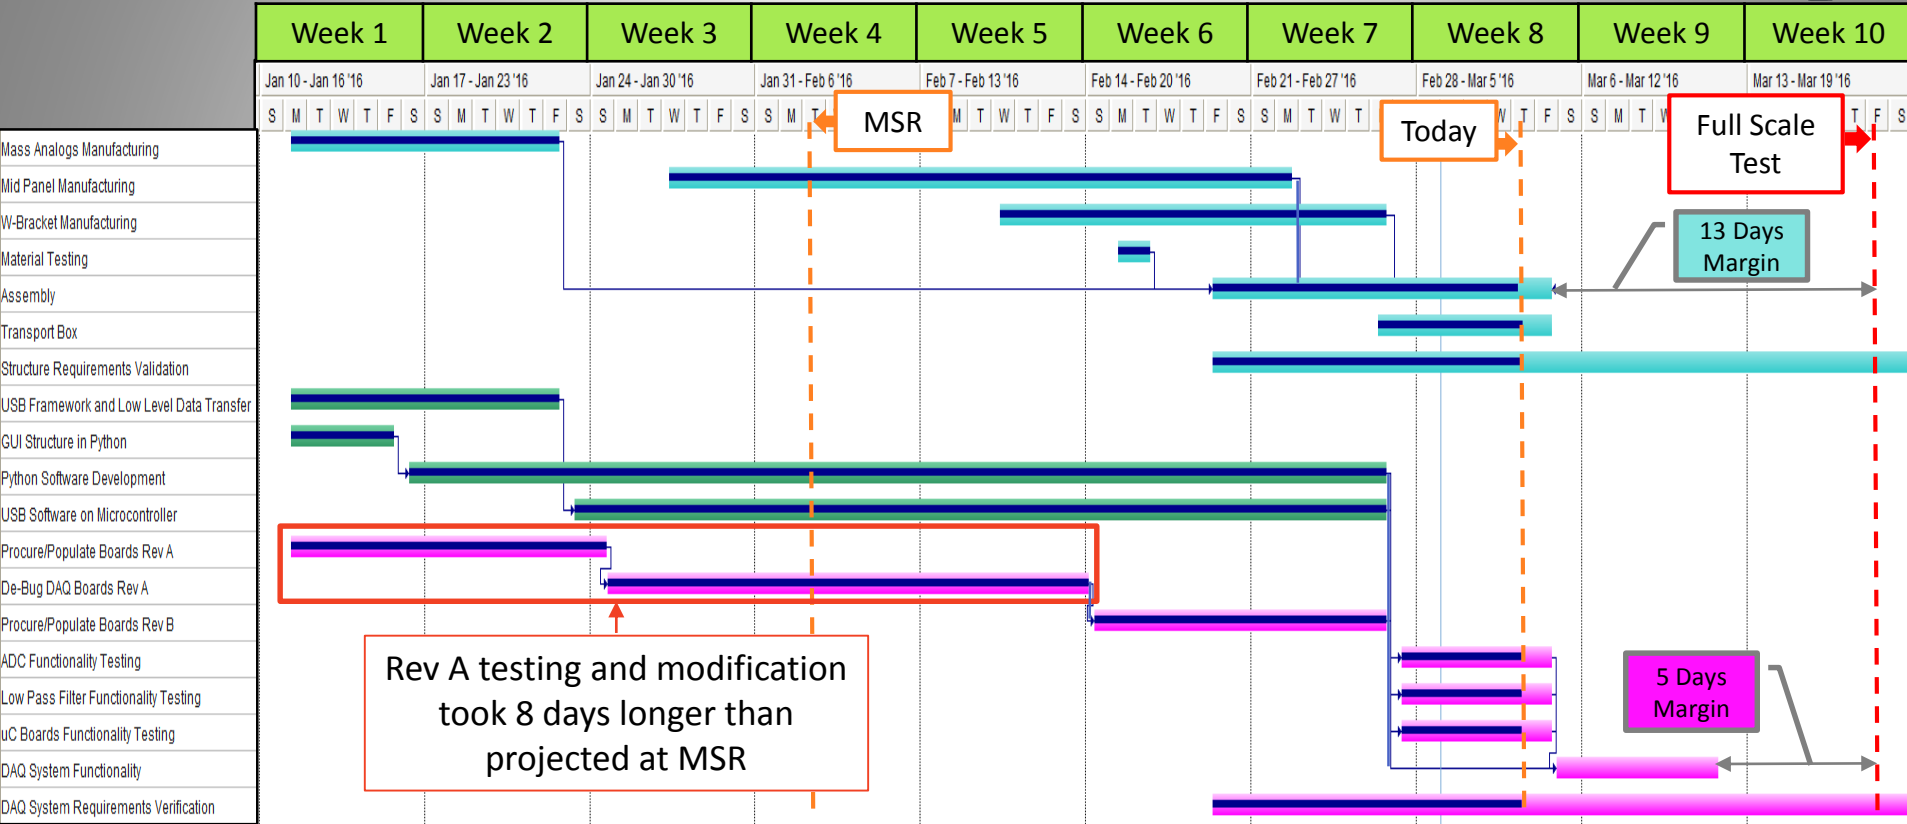 Week 1 Week 2 Week 3 Week 4 Week 5 Week 6 Week 7 Week 8 Week 9 Week 10
Jan 10 - Jan 16 '16 Jan 17 - Jan 23 '16 Jan 24 - Jan 30 '16 Jan 31 - Feb 6 '16 Feb 7 - Feb 13 '16 Feb 14 - Feb 20 '16 Feb 21 - Feb 27 '16 Feb 28 - Mar 5 '16 Mar 6 - Mar 12 '16 Mar 13 - Mar 19 '16
S M T W T F S S M T W T F S S M T W T F S S M T M T W T F S S M T W T F S S M T W T W T F S S M T W T F S
MSR
Today
Full Scale
Test
Mass Analogs Manufacturing
Mid Panel Manufacturing
W-Bracket Manufacturing
13 Days
Margin
Material Testing
Assembly
Transport Box
Structure Requirements Validation
USB Framework and Low Level Data Transfer
GUI Structure in Python
Python Software Development
USB Software on Microcontroller
Procure/Populate Boards Rev A
De-Bug DAQ Boards Rev A
Procure/Populate Boards Rev B
Rev A testing and modification
took 8 days longer than
projected at MSR
ADC Functionality Testing
Low Pass Filter Functionality Testing
5 Days
Margin
uC Boards Functionality Testing
DAQ System Functionality
DAQ System Requirements Verification